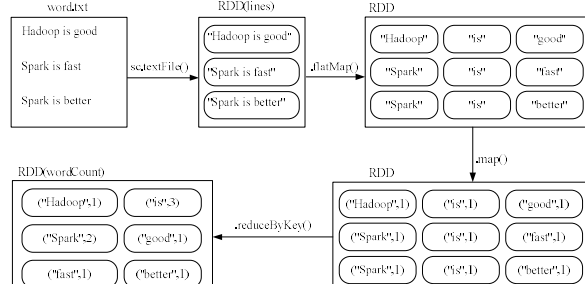 word.txt
Hadoop is good
Spark is fast
Spark is better
sc.textFile()
RDD(lines)
"Hadoop is good"
"Spark is fast"
"Spark is better"
.flatMap()
RDD
"Hadoop" "is" "good"
"Spark" "is" "fast"
"Spark" "is" "better"
.map()
RDD
("Hadoop",1) ("is",1) ("good",1)
("Spark",1) ("is",1) ("fast",1)
("Spark",1) ("is",1) ("better",1)
.reduceByKey()
RDD(wordCount)
("Hadoop",1) ("is",3)
("Spark",2) ("good",1)
("fast",1) ("better",1)